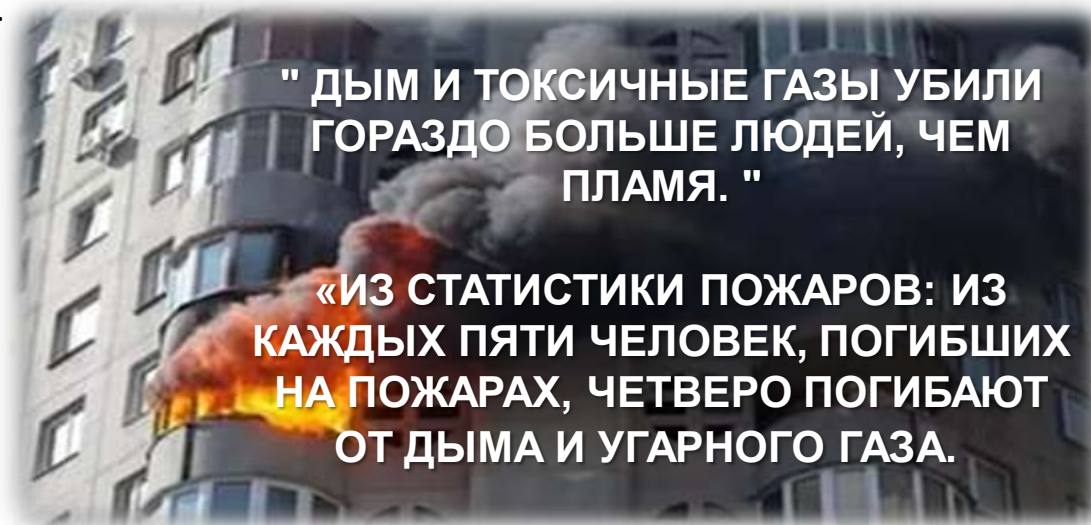 " ДЫМ И ТОКСИЧНЫЕ ГАЗЫ УБИЛИ
ГОРАЗДО БОЛЬШЕ ЛЮДЕЙ, ЧЕМ
ПЛАМЯ. "
«ИЗ СТАТИСТИКИ ПОЖАРОВ: ИЗ
КАЖДЫХ ПЯТИ ЧЕЛОВЕК, ПОГИБШИХ
НА ПОЖАРАХ, ЧЕТВЕРО ПОГИБАЮТ
ОТ ДЫМА И УГАРНОГО ГАЗА.